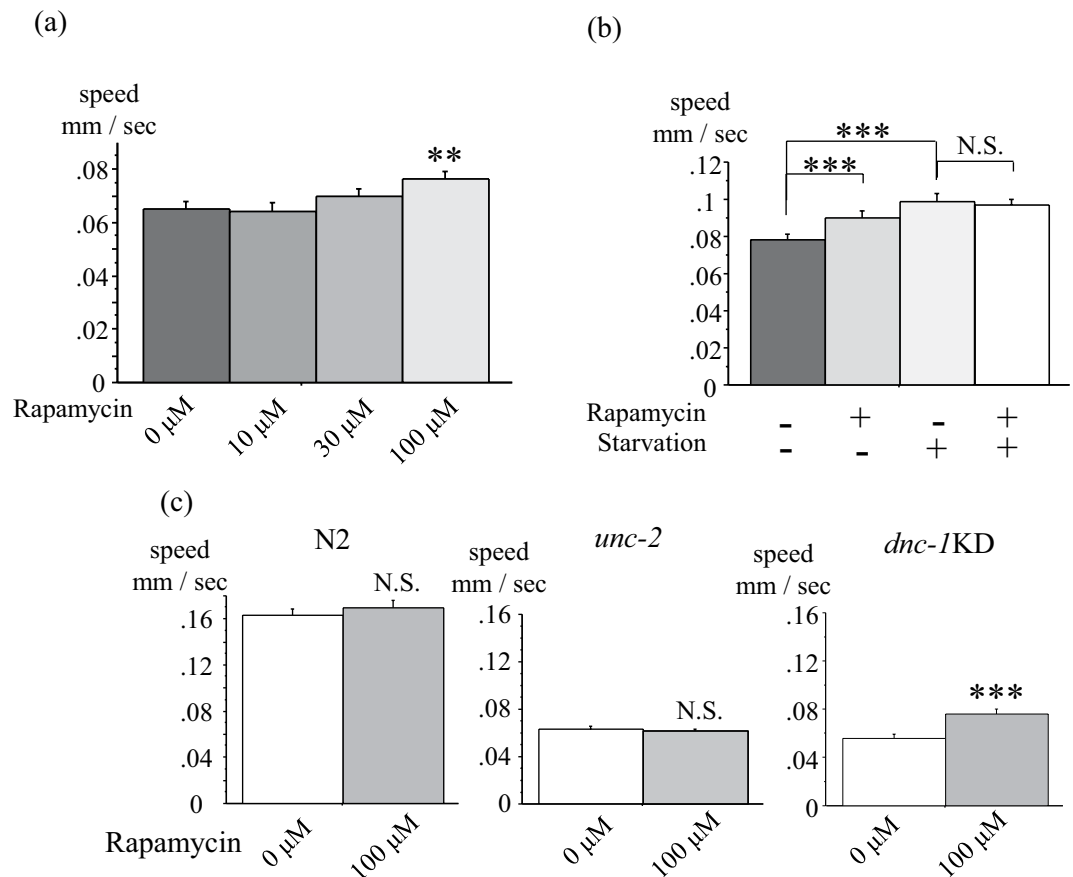 (a)
speed
mm / sec
.08
.06
.04
.02
0
**
Rapamycin
0 μM
10 μM
30 μM
100 μM
(b)
speed
mm / sec
.12
.1
.08
.06
.04
.02
0
***
***
N.S.
Rapamycin - + - +
Starvation - - + +
(c)
N2
speed
mm / sec
N.S.
.16
.12
.08
.04
0
Rapamycin
0 μM
100 μM
unc-2
speed
mm / sec
.16
.12
.08
.04
0
N.S.
0 μM
100 μM
dnc-1KD
speed
mm / sec
.16
.12
.08
.04
0
***
0 μM
100 μM